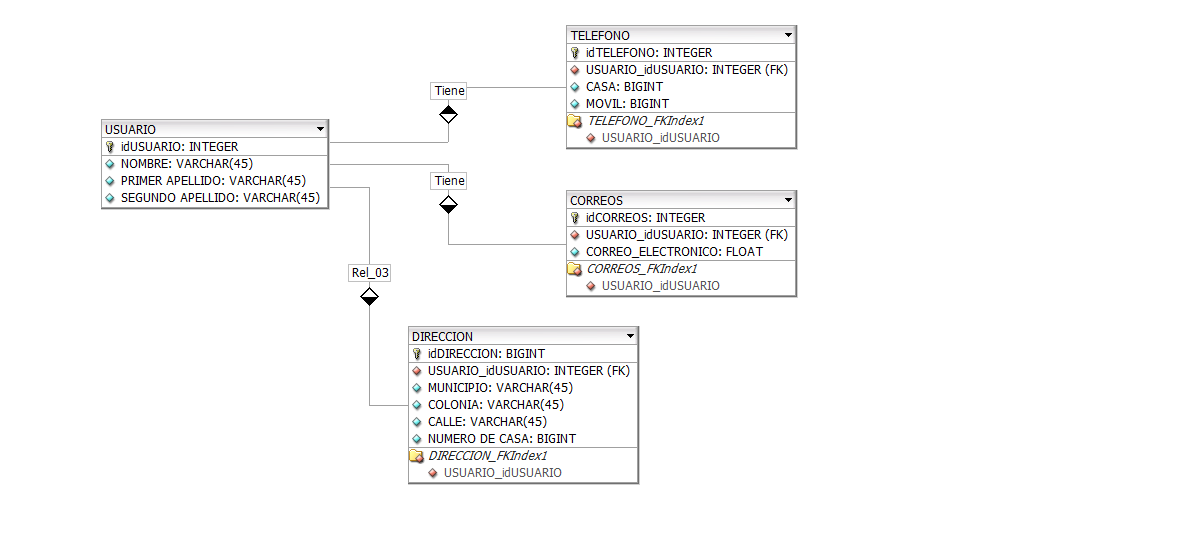 USUARIO
idUSUARIO: INTEGER
NOMBRE: VARCHAR(45)
PRIMER APELLIDO: VARCHAR(45)
SEGUNDO APELLIDO: VARCHAR(45)
Tiene
Tiene
Rel_03
TELEFONO
idTELEFONO: INTEGER
USUARIO_idUSUARIO: INTEGER (FK)
CASA: BIGINT
MOVIL: BIGINT
TELEFONO_FKIndex1
USUARIO_idUSUARIO
CORREOS
idCORREOS: INTEGER
USUARIO_idUSUARIO: INTEGER (FK)
CORREO_ELECTRONICO: FLOAT
CORREOS_FKIndex1
USUARIO_idUSUARIO
DIRECCION
idDIRECCION: BIGINT
USUARIO_idUSUARIO: INTEGER (FK)
MUNICIPIO: VARCHAR(45)
COLONIA: VARCHAR(45)
CALLE: VARCHAR(45)
NUMERO DE CASA: BIGINT
DIRECCION_FKIndex1
USUARIO_idUSUARIO